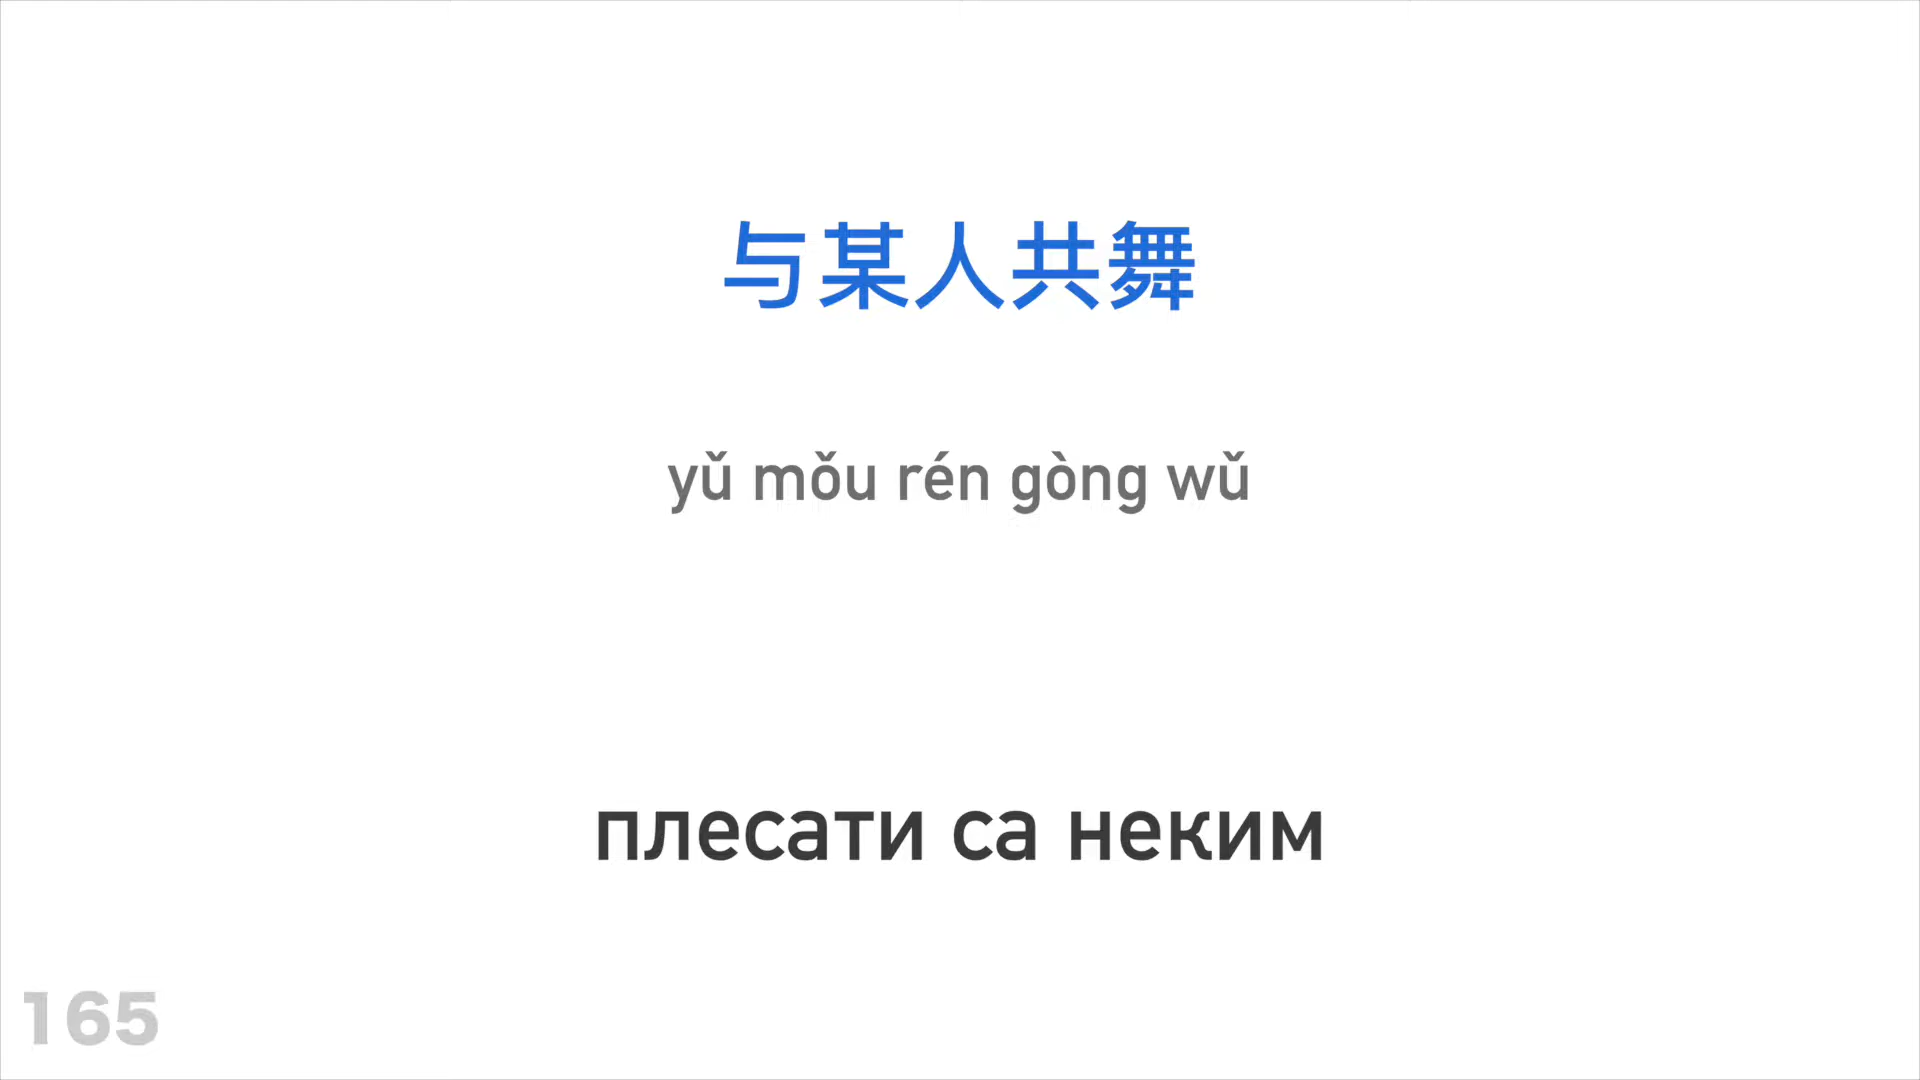 与某人共舞
yǔ mǒu rén gòng wǔ
плесати са неким
165